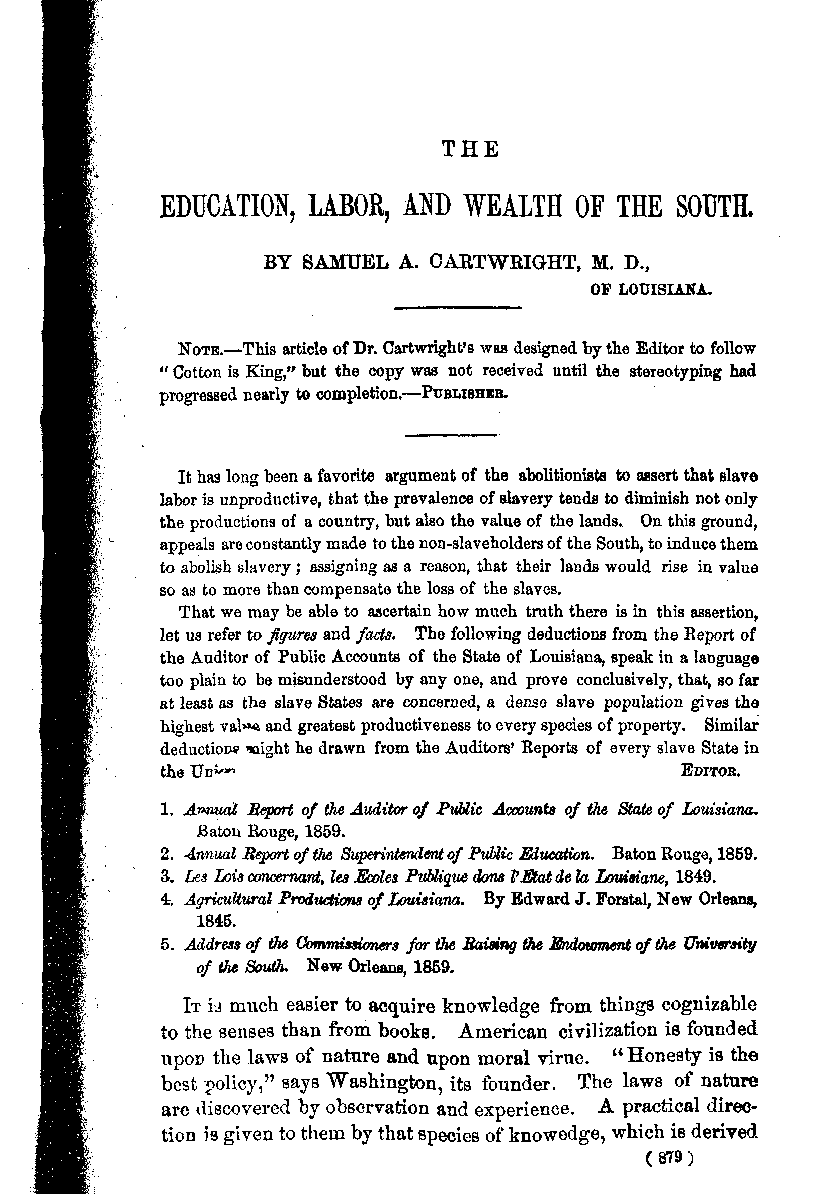 THE
EDUCATION, LABOR, AND WEALTH OF THE SOUTH.
BY SAMUEL A. CARTWRIGHT, M. D.,
OF LOUISIANA.
NOTE.—This article of Dr. Cartwright's was designed by the Editor to follow
"Cotton is King," but the copy was not received until the stereotyping had
progressed nearly to completion.—PUBLISHER.
It has long been a favorite argument of the abolitionists to assert that slave
labor is unproductive, that the prevalence of slavery tends to diminish not only
the productions of a country, but also the value of the lands. On this ground,
appeals are constantly made to the non-slaveholders of the South, to induce them
to abolish slavery; assigning as a reason, that their lands would rise in value
so as to more than compensate the loss of the slaves.
That we may be able to ascertain how much truth there is in this assertion,
let us refer to figures and facts. The following deductions from the Report of
the Auditor of Public Accounts of the State of Louisiana, speak in a language
too plain to be misunderstood by any one, and prove conclusively, that, so far
at least as the slave States are concerned, a dense slave population gives the
highest value and greatest productiveness to every species of property. Similar
deductions might be drawn from the Auditors' Reports of every slave State in
the Union EDITOR.
1. Annual Report of the Auditor of Public Accounts of the State of Louisiana.
Baton Rouge, 1859.
2. Annual Report of the Superintendent of Public Education. Baton Rouge, 1859.
3. Les Lois concernant, les Ecoles Publique dans l'Etat de la Louisiane, 1849.
4. Agricultural Productions of Louisiana. By Edward J. Forstal, New Orleans,
1845.
5. Address of the Commissioners for the Raising the Endowment of the University
of the South. New Orleans, 1859.
IT is much easier to acquire knowledge from things cognizable
to the senses than from books. American civilization is founded
upon the laws of nature and upon moral virue. "Honesty is the
best policy," says Washington, its founder. The laws of nature
are discovered by observation and experience. A practical direc-
tion is given to them by that species of knowedge, which is derived
(879)